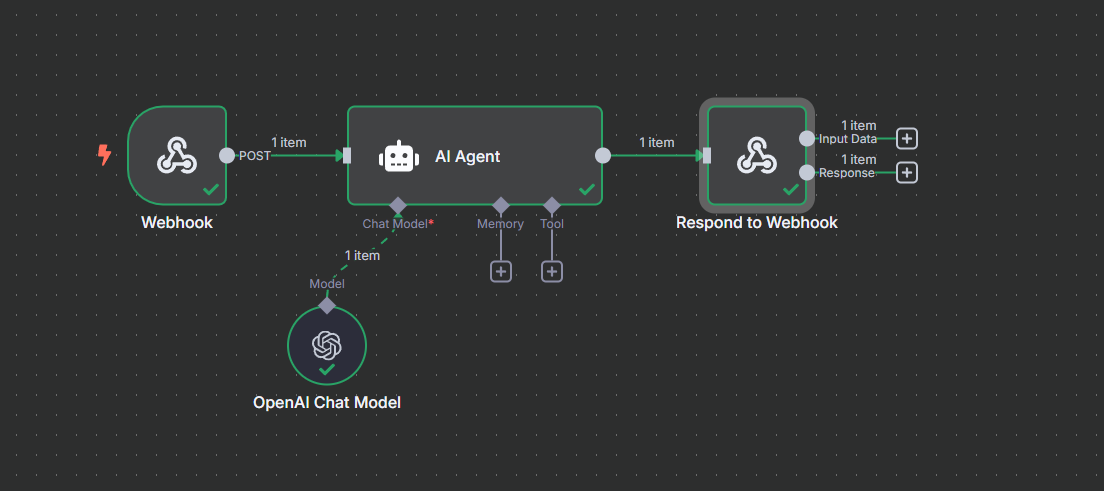 1 item
POST
AI Agent
1 item
1 item
Input Data
1 item
Response
Webhook
Chat Model*
Memory
Tool
Respond to Webhook
1 item
Model
OpenAI Chat Model